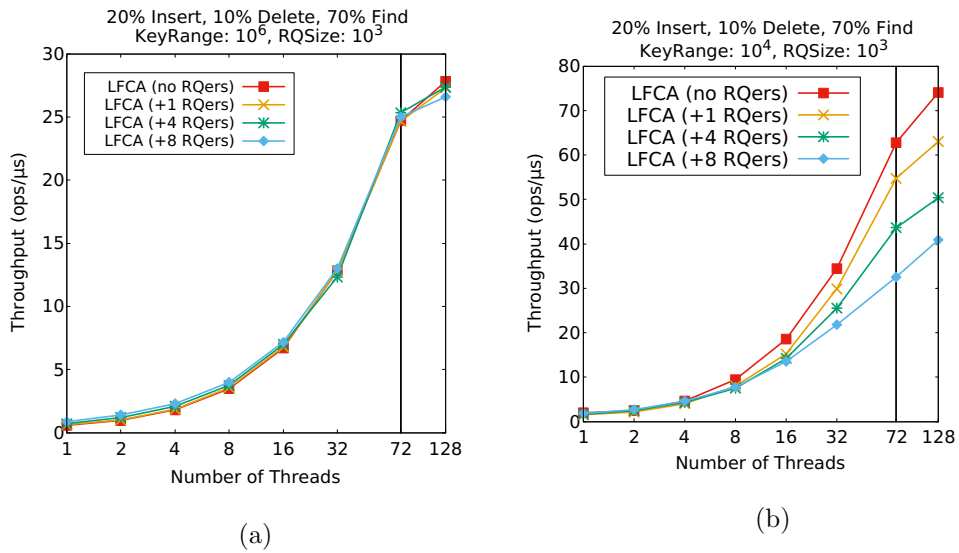 20% Insert, 10% Delete, 70% Find
KeyRange: 10^6, RQSize: 10^3
30
25
20
15
10
5
0
Throughput (ops/µs)
LFCA (no RQers)
LFCA (+1 RQers)
LFCA (+4 RQers)
LFCA (+8 RQers)
1 2 4 8 16 32 72 128
Number of Threads
(a)
20% Insert, 10% Delete, 70% Find
KeyRange: 10^4, RQSize: 10^3
80
70
60
50
40
30
20
10
0
Throughput (ops/µs)
LFCA (no RQers)
LFCA (+1 RQers)
LFCA (+4 RQers)
LFCA (+8 RQers)
1 2 4 8 16 32 72 128
Number of Threads
(b)